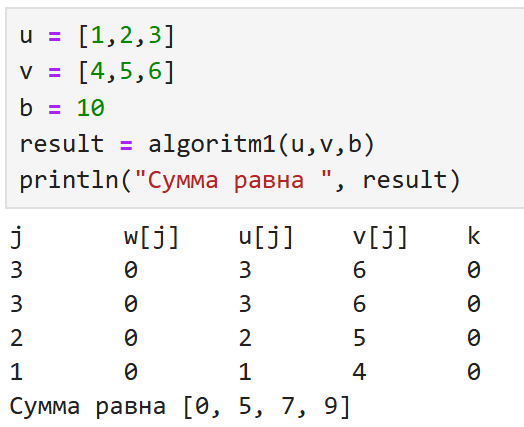 u = [1,2,3]
v = [4,5,6]
b = 10
result = algoritm1(u,v,b)
println("Сумма равна ", result)
j w[j] u[j] v[j] k
3 0 3 6 0
3 0 3 6 0
2 0 2 5 0
1 0 1 4 0
Сумма равна [0, 5, 7, 9]